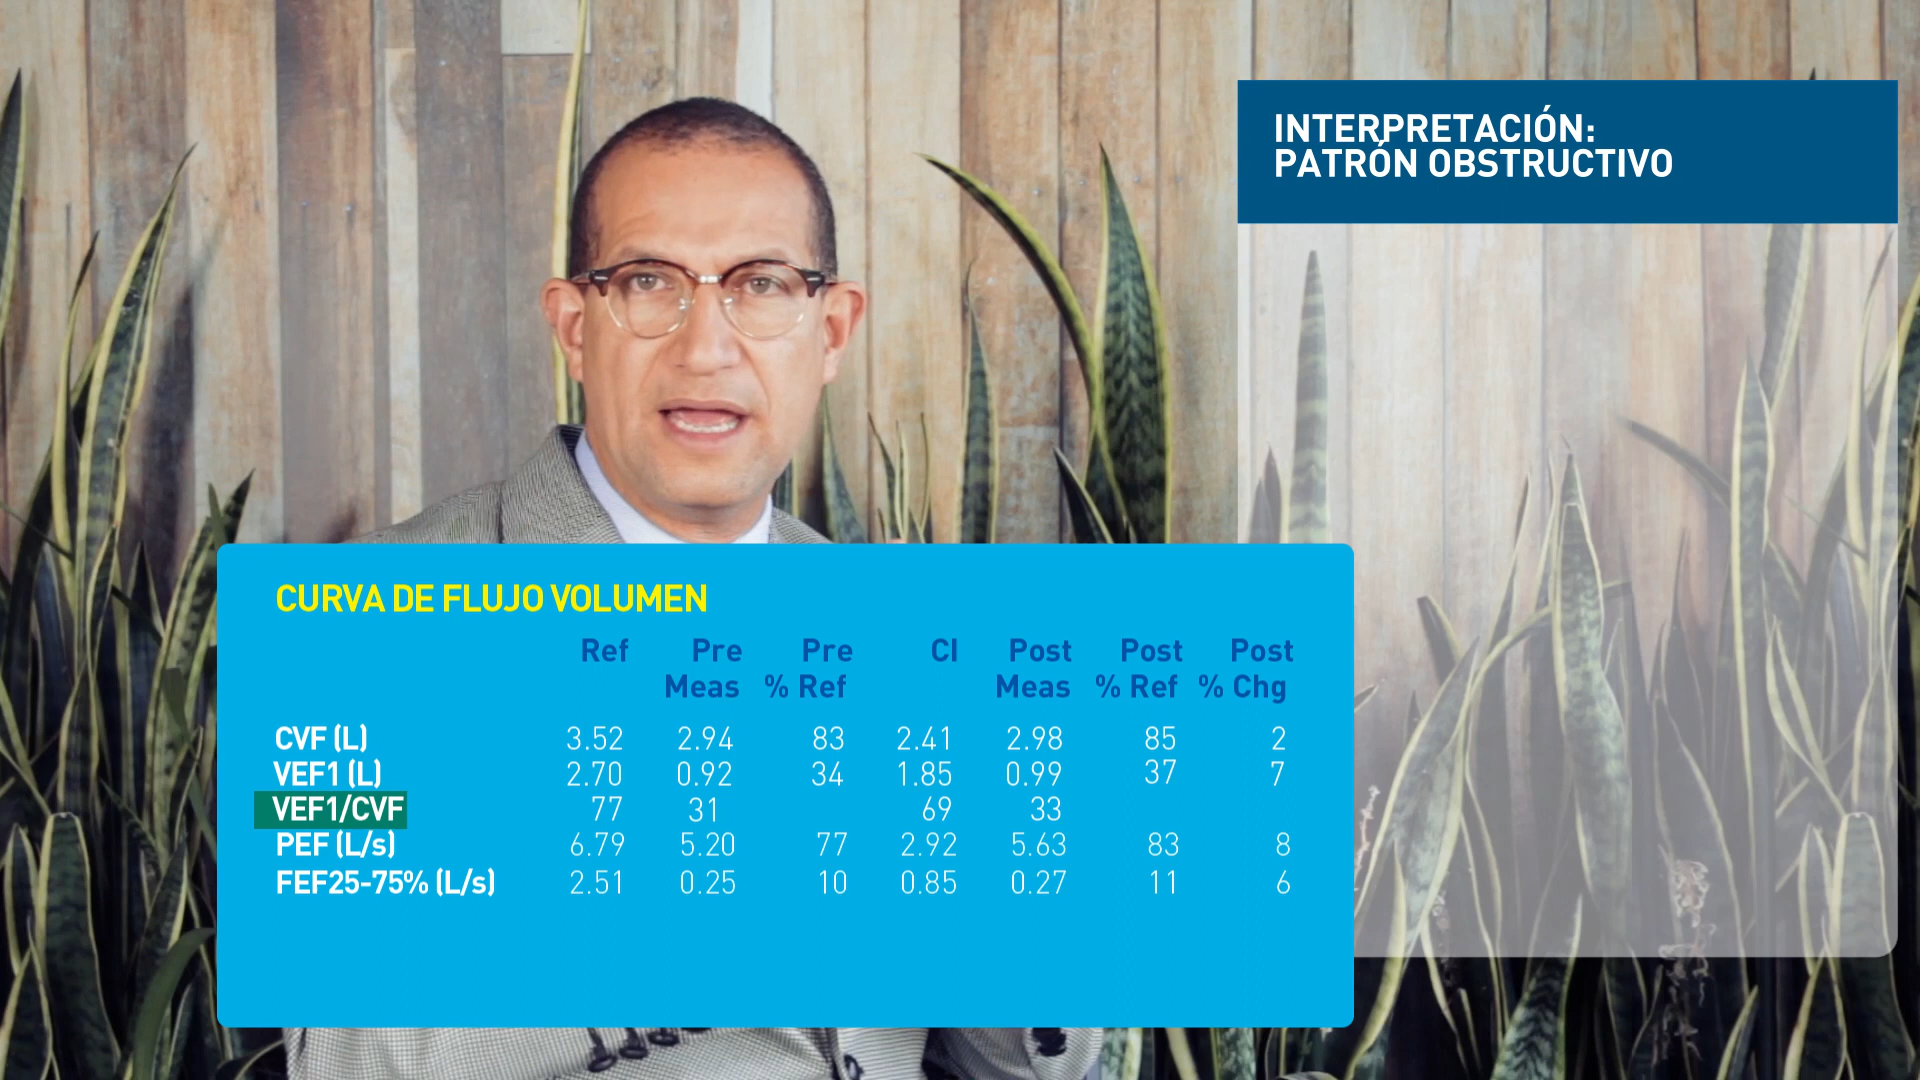 INTERPRETACIÓN:
PATRÓN OBSTRUCTIVO
CURVA DE FLUJO VOLUMEN
Ref Pre Pre CI Post Post Post
Meas % Ref Meas % Ref % Chg
CVF (L) 3.52 2.94 83 2.41 2.98 85 2
VEF1 (L) 2.70 0.92 34 1.85 0.99 37 7
VEF1/CVF 77 31 69 33
PEF (L/s) 6.79 5.20 77 2.92 5.63 83 8
FEF25-75% (L/s) 2.51 0.25 10 0.85 0.27 11 6